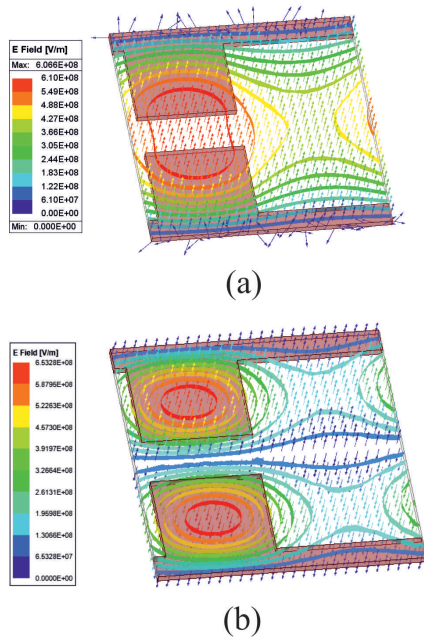 E Field [V/m]
Max: 6.066E+08
6.10E+08
5.49E+08
4.88E+08
4.27E+08
3.66E+08
3.05E+08
2.44E+08
1.83E+08
1.22E+08
6.10E+07
0.00E+00
Min: 0.000E+00
(a)
E Field [V/m]
6.5328E+08
5.8795E+08
5.2263E+08
4.5730E+08
3.9197E+08
3.2664E+08
2.6131E+08
1.9598E+08
1.3066E+08
6.5328E+07
0.0000E+00
(b)